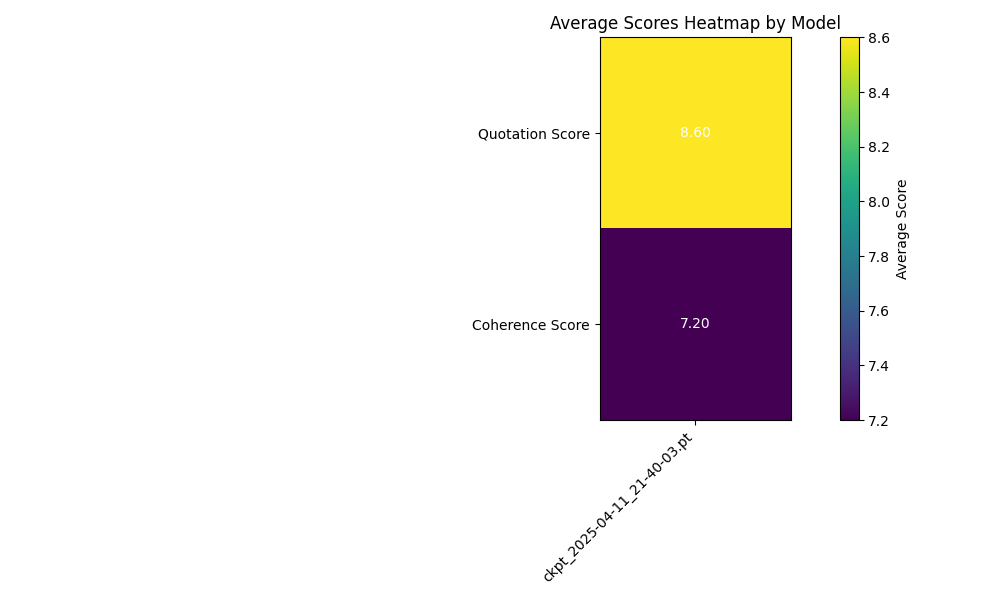 Average Scores Heatmap by Model
Quotation Score
8.60
Coherence Score
7.20
ckpt_2025-04-11_21-40-03.pt
8.6
8.4
8.2
8.0
7.8
7.6
7.4
7.2
Average Score